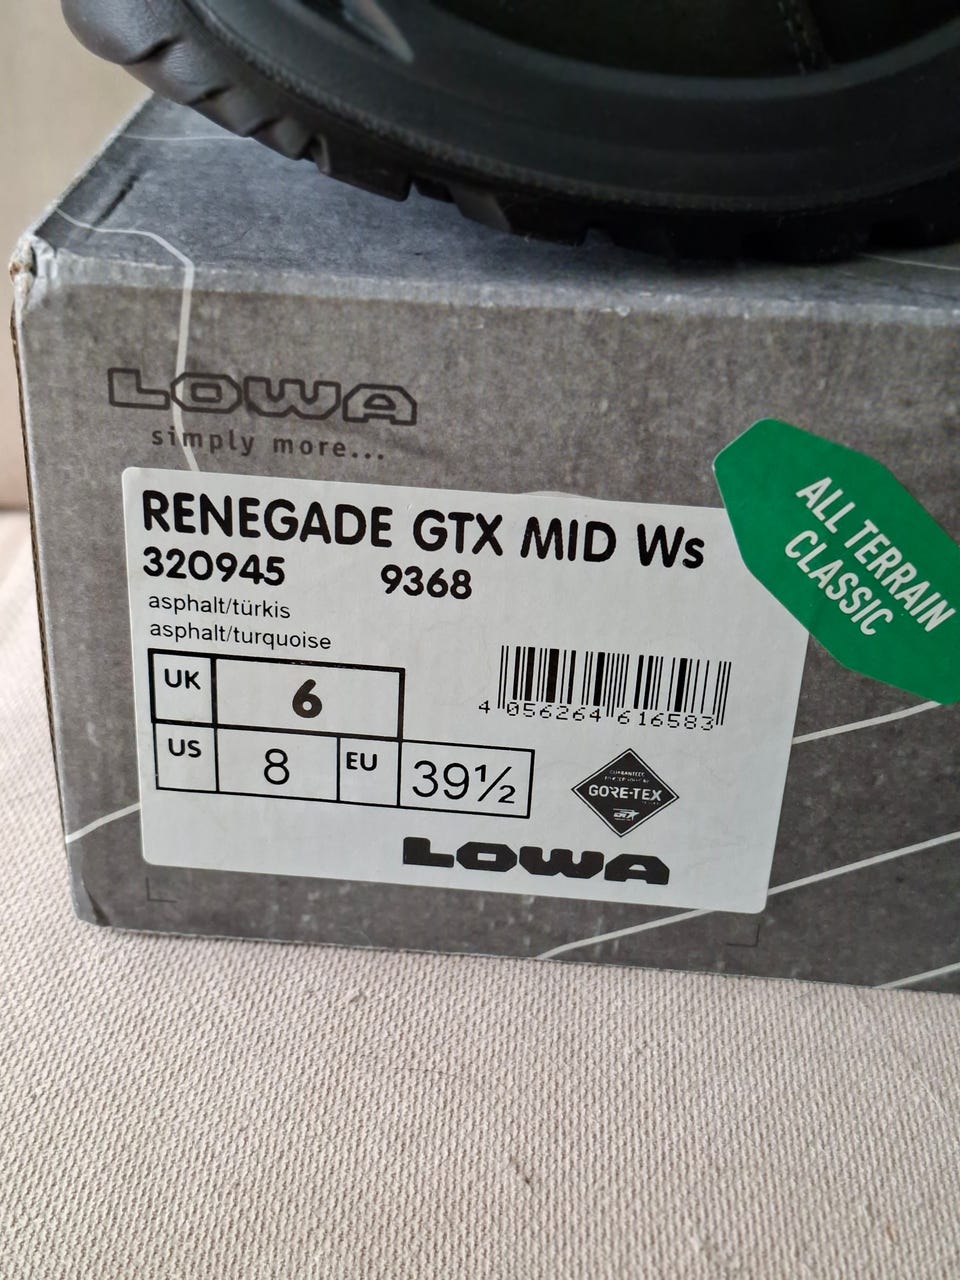 LOWA
simply more...
ALL TERRAIN
CLASSIC
RENEGADE GTX MID Ws
320945 9368
asphalt/türkis
asphalt/turquoise
UK 6
4 056264 616583
US 8 EU 39½
GORE-TEX
LOWA